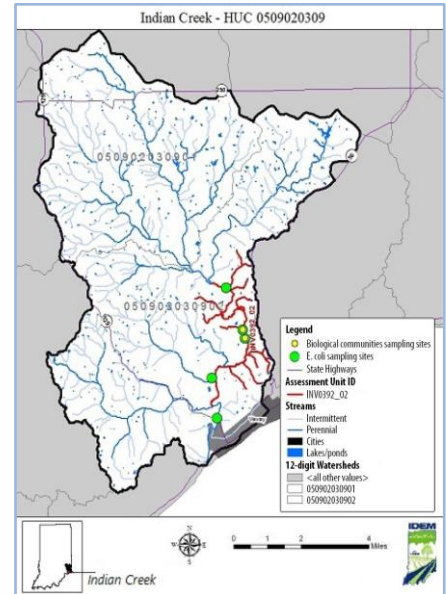 Indian Creek - HUC 0509020309
050902030901
050902030902
INV0392_02
Vevay
Legend
Biological communities sampling sites
E. coli sampling sites
State Highways
Assessment Unit ID
INV0392_02
Streams
Intermittent
Perennial
Cities
Lakes/ponds
12-digit Watersheds
<all other values>
050902030901
050902030902
Indian Creek
N
W E
S
0 1 2 4
Miles
IDEM